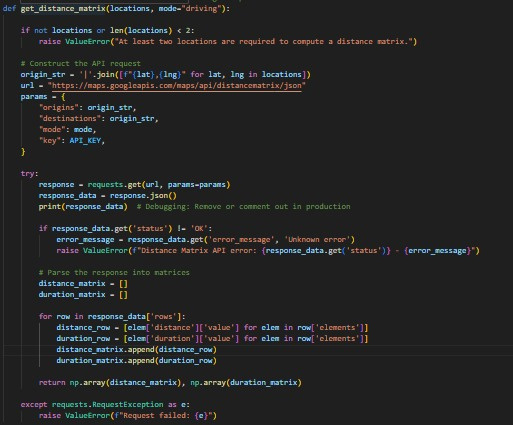 def get_distance_matrix(locations, mode="driving"):
    if not locations or len(locations) < 2:
        raise ValueError("At least two locations are required to compute a distance matrix.")
    # Construct the API request
    origin_str = '|'.join([f"{lat},{lng}" for lat, lng in locations])
    url = "https://maps.googleapis.com/maps/api/distancematrix/json"
    params = {
        "origins": origin_str,
        "destinations": origin_str,
        "mode": mode,
        "key": API_KEY,
    }
    try:
        response = requests.get(url, params=params)
        response_data = response.json()
        print(response_data)  # Debugging: Remove or comment out in production
        if response_data.get('status') != 'OK':
            error_message = response_data.get('error_message', 'Unknown error')
            raise ValueError(f"Distance Matrix API error: {response_data.get('status')} - {error_message}")
        # Parse the response into matrices
        distance_matrix = []
        duration_matrix = []
        for row in response_data['rows']:
            distance_row = [elem['distance']['value'] for elem in row['elements']]
            duration_row = [elem['duration']['value'] for elem in row['elements']]
            distance_matrix.append(distance_row)
            duration_matrix.append(duration_row)
        return np.array(distance_matrix), np.array(duration_matrix)
    except requests.RequestException as e:
        raise ValueError(f"Request failed: {e}")